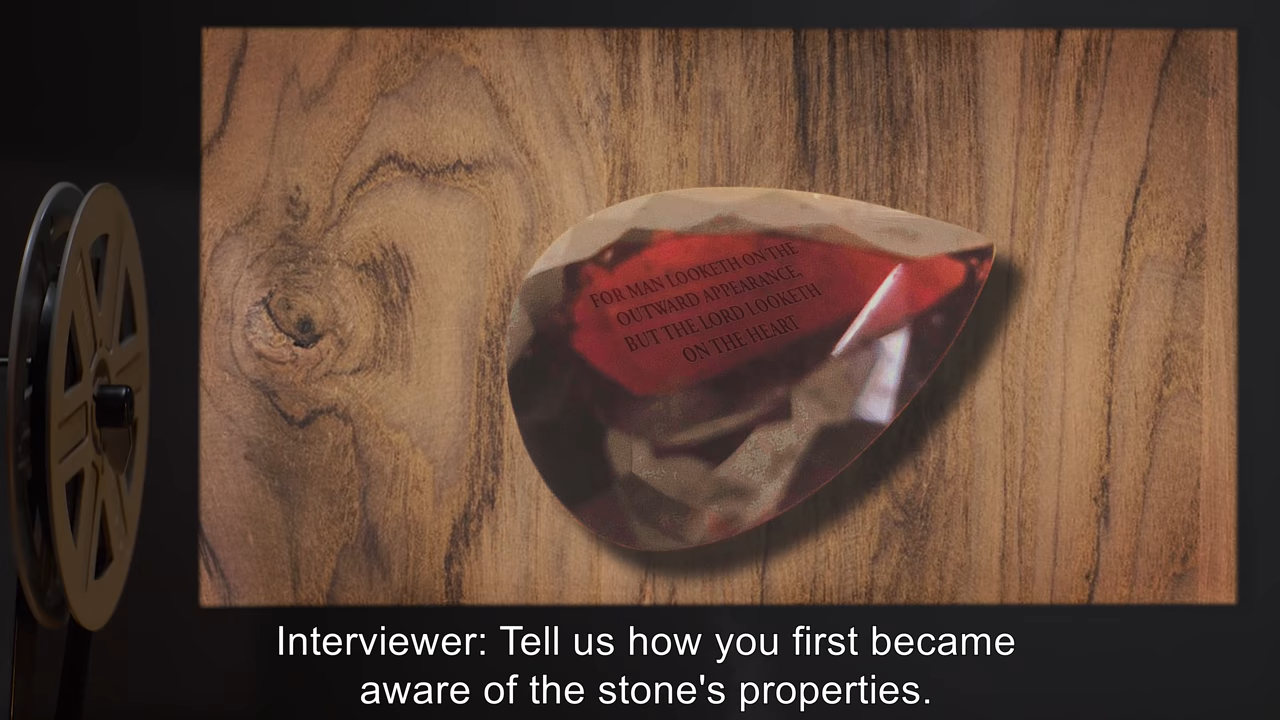 FOR MAN LOOKETH ON THE
OUTWARD APPEARANCE,
BUT THE LORD LOOKETH
ON THE HEART
Interviewer: Tell us how you first became
aware of the stone's properties.